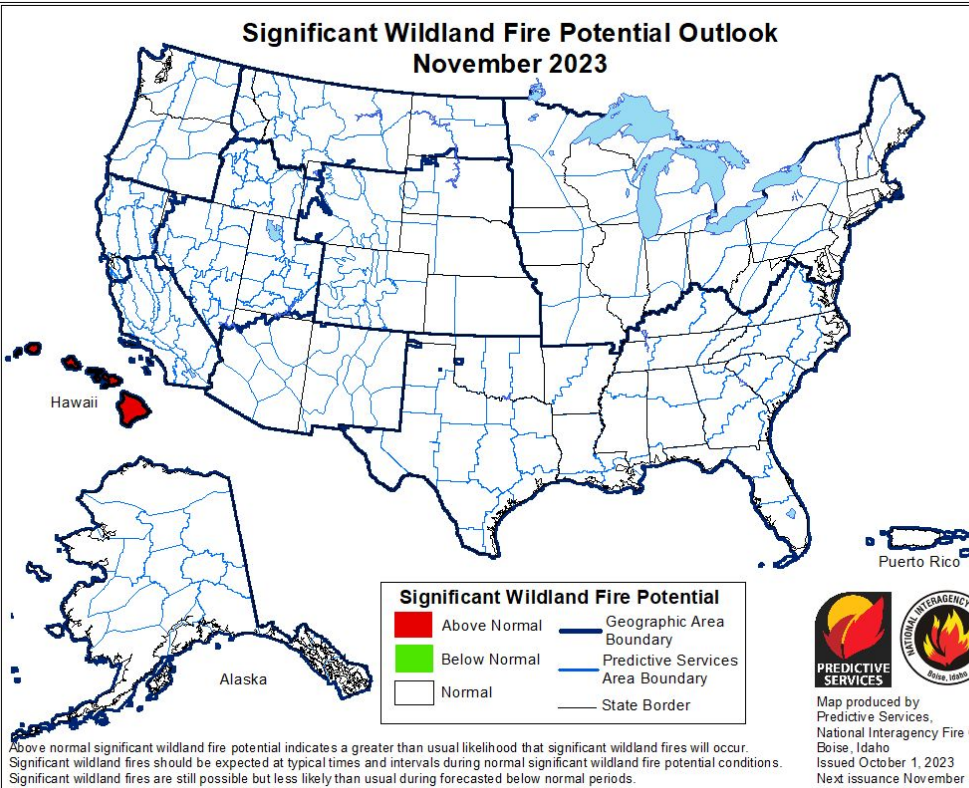 Significant Wildland Fire Potential Outlook
November 2023
Hawaii
Alaska
Puerto Rico
Significant Wildland Fire Potential
Above Normal
Below Normal
Normal
Geographic Area
Boundary
Predictive Services
Area Boundary
State Border
PREDICTIVE
SERVICES
NATIONAL INTERAGENCY
Boise, Idaho
Map produced by
Predictive Services,
National Interagency Fire
Boise, Idaho
Issued October 1, 2023
Next issuance November
Above normal significant wildland fire potential indicates a greater than usual likelihood that significant wildland fires will occur.
Significant wildland fires should be expected at typical times and intervals during normal significant wildland fire potential conditions.
Significant wildland fires are still possible but less likely than usual during forecasted below normal periods.